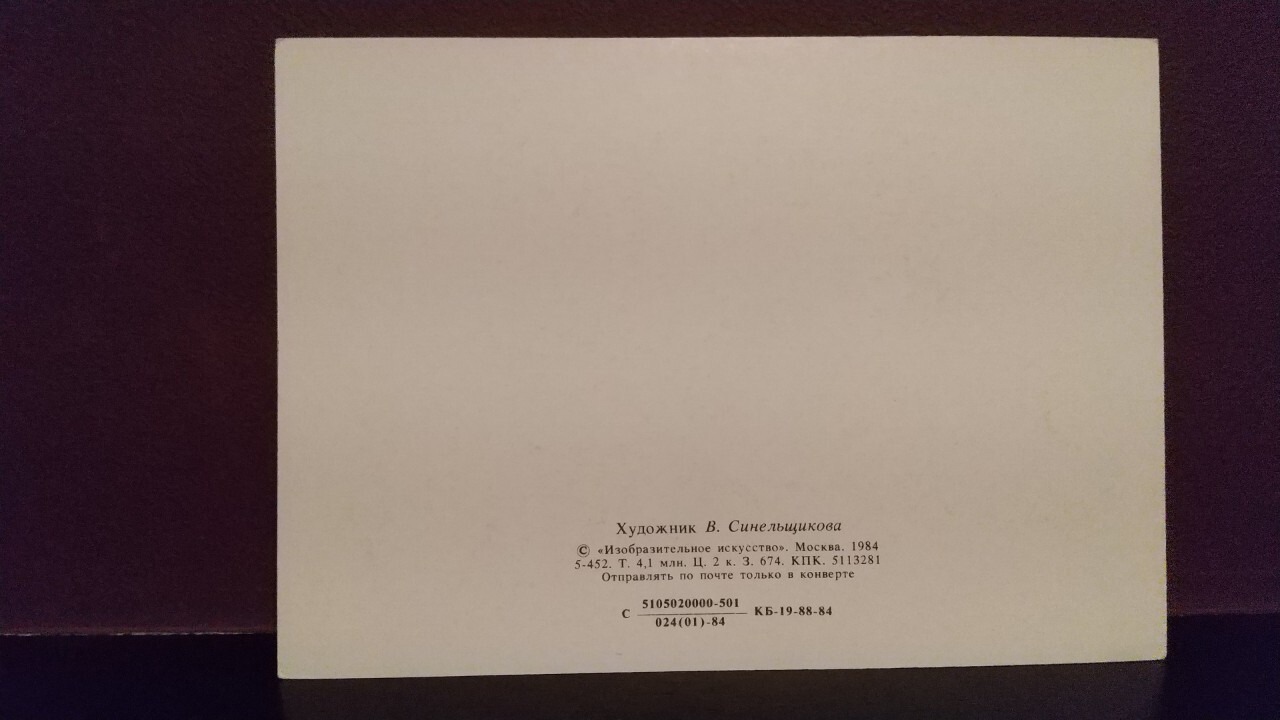 Художник В. Синельщикова
© «Изобразительное искусство». Москва. 1984
5-452. Т. 4,1 млн. Ц. 2 к. З. 674. КПК. 5113281
Отправлять по почте только в конверте
С 5105020000-501 КБ-19-88-84
024(01)-84